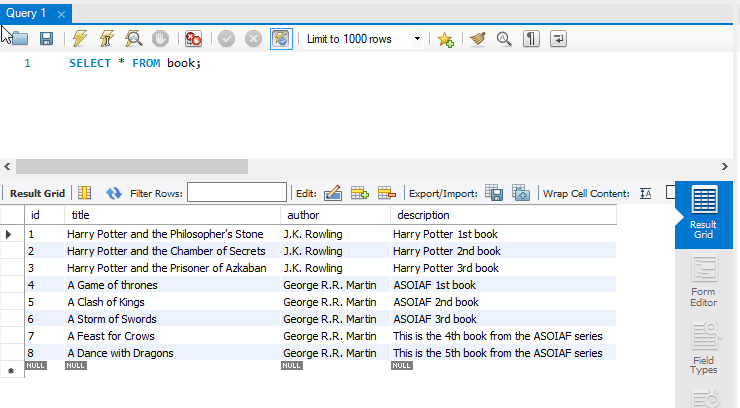 Query 1
Limit to 1000 rows
1 SELECT * FROM book;
Result Grid Filter Rows: Edit: Export/Import: Wrap Cell Content: IA
id title author description
1 Harry Potter and the Philosopher's Stone J.K. Rowling Harry Potter 1st book
2 Harry Potter and the Chamber of Secrets J.K. Rowling Harry Potter 2nd book
3 Harry Potter and the Prisoner of Azkaban J.K. Rowling Harry Potter 3rd book
4 A Game of thrones George R.R. Martin ASOIAF 1st book
5 A Clash of Kings George R.R. Martin ASOIAF 2nd book
6 A Storm of Swords George R.R. Martin ASOIAF 3rd book
7 A Feast for Crows George R.R. Martin This is the 4th book from the ASOIAF series
8 A Dance with Dragons George R.R. Martin This is the 5th book from the ASOIAF series
NULL NULL NULL NULL
Result
Grid
Form
Editor
Field
Types